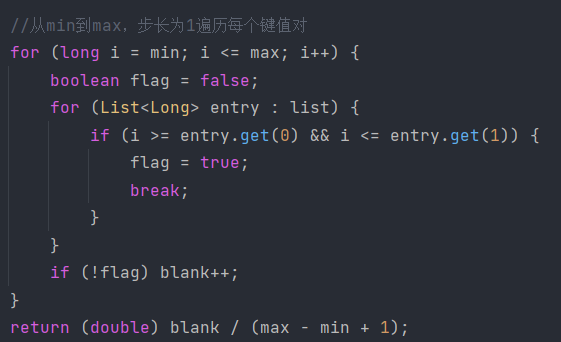 //从min到max，步长为1遍历每个键值对
for (long i = min; i <= max; i++) {
    boolean flag = false;
    for (List<Long> entry : list) {
        if (i >= entry.get(0) && i <= entry.get(1)) {
            flag = true;
            break;
        }
    }
    if (!flag) blank++;
}
return (double) blank / (max - min + 1);